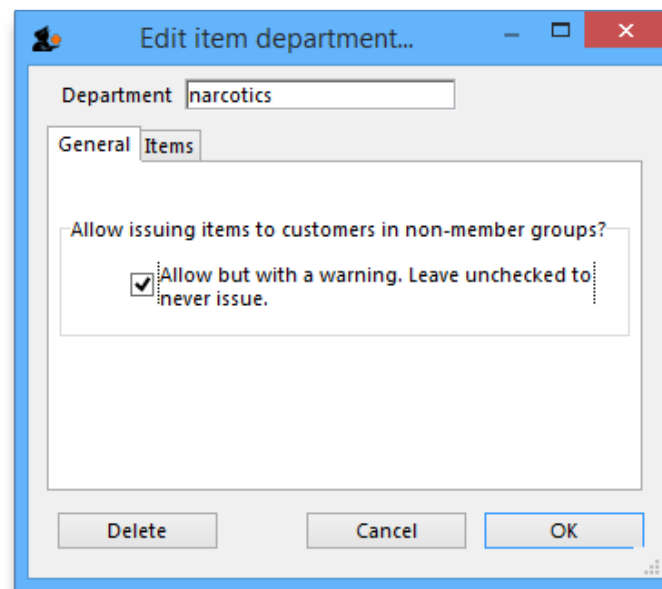 Edit item department...
Department narcotics
General Items
Allow issuing items to customers in non-member groups?
Allow but with a warning. Leave unchecked to
never issue.
Delete Cancel OK